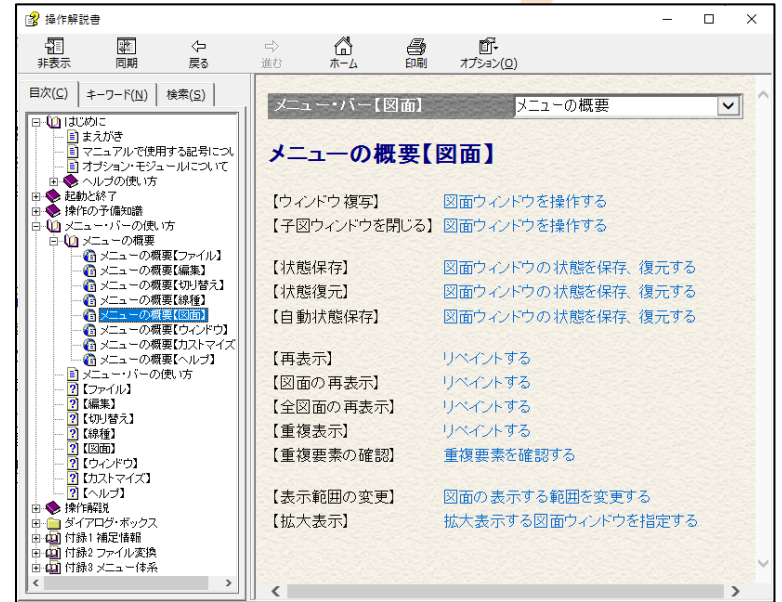 操作解説書
非表示 同期 戻る 進む ホーム 印刷 オプション(O)
目次(C) キーワード(N) 検索(S)
はじめに
まえがき
マニュアルで使用する記号につい
オプション・モジュールについて
ヘルプの使い方
起動と終了
操作の予備知識
メニュー・バーの使い方
メニューの概要
メニューの概要【ファイル】
メニューの概要【編集】
メニューの概要【切り替え】
メニューの概要【線種】
メニューの概要【図面】
メニューの概要【ウィンドウ】
メニューの概要【カストマイズ
メニューの概要【ヘルプ】
メニュー・バーの使い方
【ファイル】
【編集】
【切り替え】
【線種】
【図面】
【ウィンドウ】
【カストマイズ】
【ヘルプ】
操作解説
ダイアログ・ボックス
付録1 補足情報
付録2 ファイル変換
付録3 メニュー体系
メニュー・バー【図面】 メニューの概要
メニューの概要【図面】
【ウィンドウ複写】 図面ウィンドウを操作する
【子図ウィンドウを閉じる】 図面ウィンドウを操作する
【状態保存】 図面ウィンドウの状態を保存、復元する
【状態復元】 図面ウィンドウの状態を保存、復元する
【自動状態保存】 図面ウィンドウの状態を保存、復元する
【再表示】 リペイントする
【図面の再表示】 リペイントする
【全図面の再表示】 リペイントする
【重複表示】 リペイントする
【重複要素の確認】 重複要素を確認する
【表示範囲の変更】 図面の表示する範囲を変更する
【拡大表示】 拡大表示する図面ウィンドウを指定する